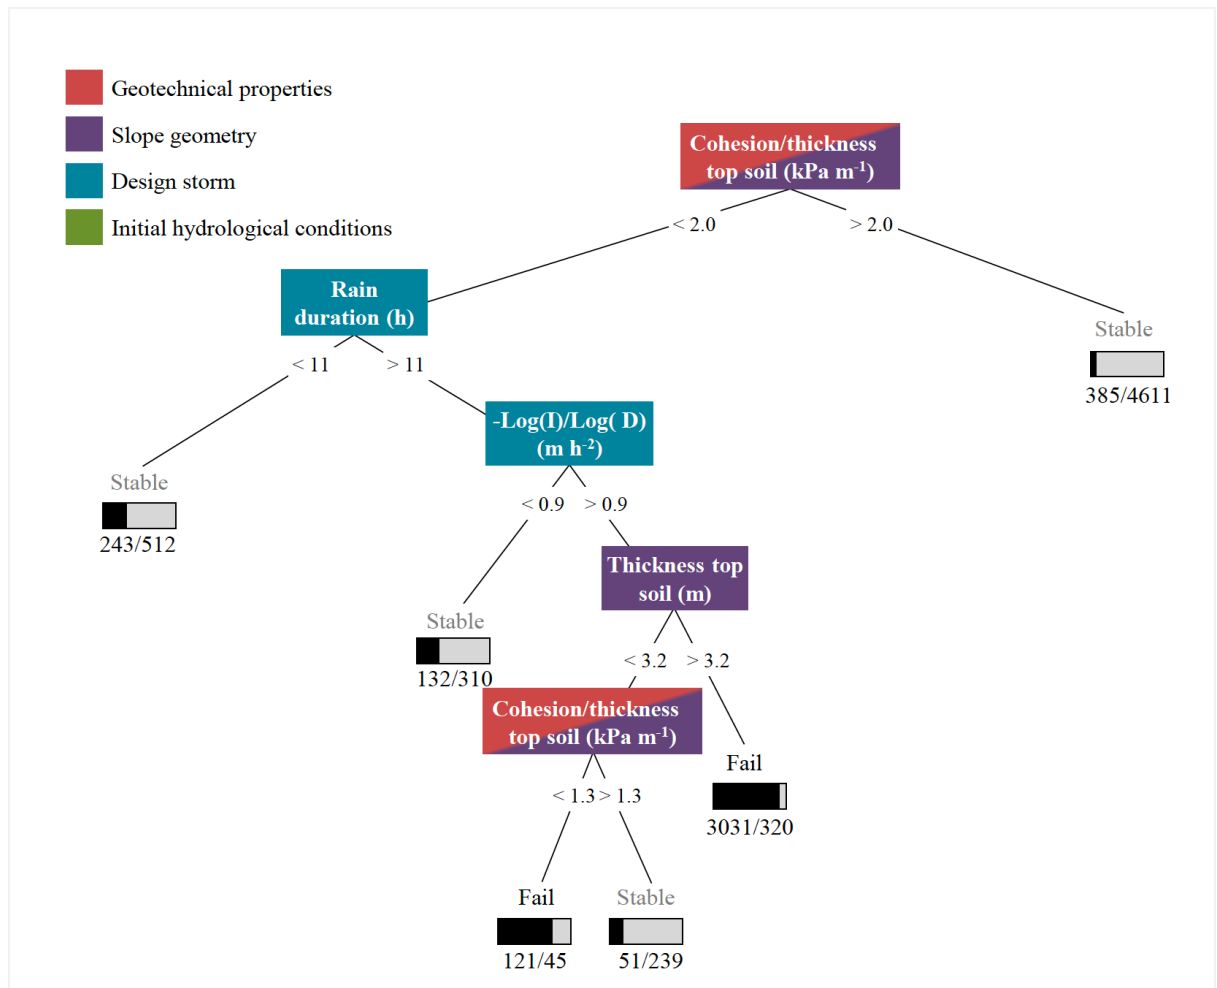 Geotechnical properties
Slope geometry
Design storm
Initial hydrological conditions
Cohesion/thickness
top soil (kPa m⁻¹)
< 2.0
> 2.0
Rain
duration (h)
Stable
385/4611
< 11
> 11
-Log(I)/Log( D)
(m h⁻²)
Stable
243/512
< 0.9
> 0.9
Thickness top
soil (m)
Stable
132/310
< 3.2
> 3.2
Cohesion/thickness
top soil (kPa m⁻¹)
Fail
3031/320
< 1.3
> 1.3
Fail
121/45
Stable
51/239